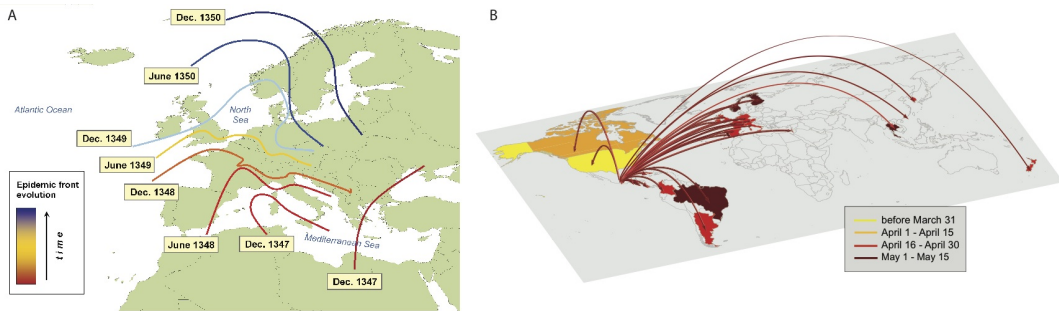 A
Dec. 1350
June 1350
Atlantic Ocean
North
Sea
Dec. 1349
June 1349
Dec. 1348
Epidemic front
evolution
time
June 1348
Dec. 1347
Mediterranean Sea
Dec. 1347
B
before March 31
April 1 - April 15
April 16 - April 30
May 1 - May 15